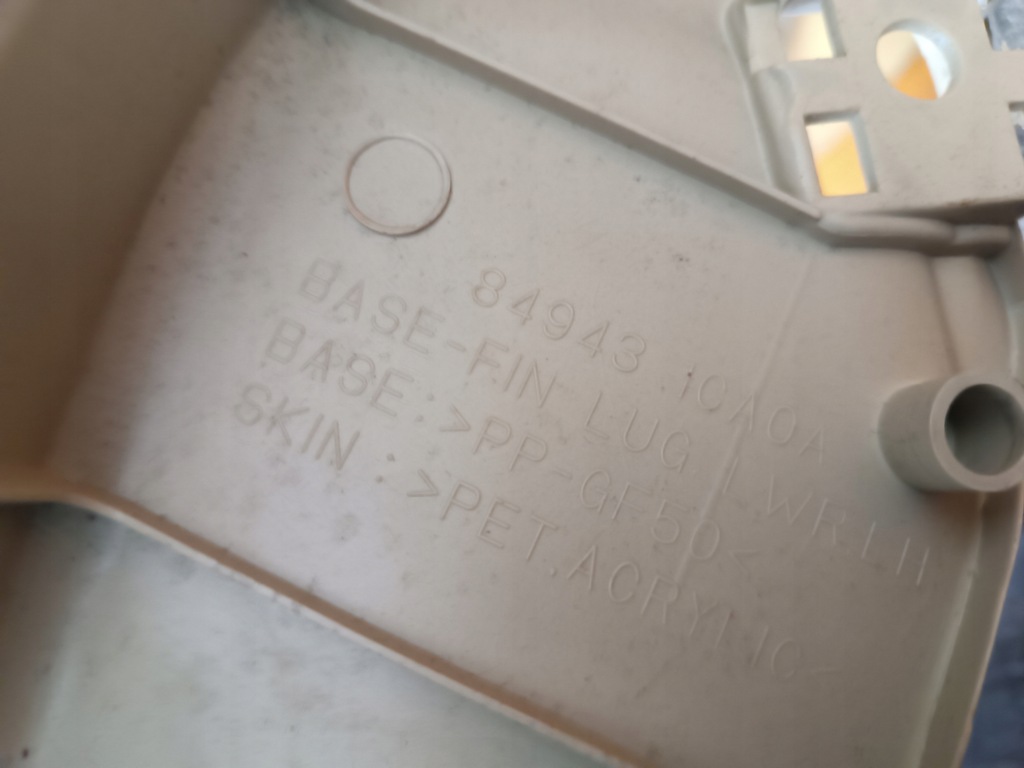 84943 1CA0A
BASE-FIN LUG LWR LH
BASE:>PP-GF50<
SKIN :>PET.ACRYLIC<